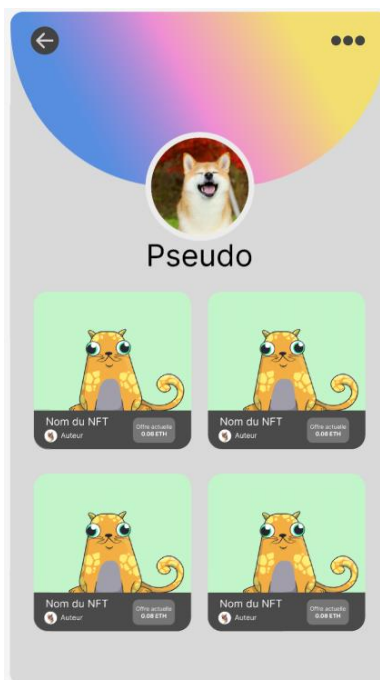 Pseudo
Nom du NFT
Auteur
Offre actuelle
0.08 ETH
Nom du NFT
Auteur
Offre actuelle
0.08 ETH
Nom du NFT
Auteur
Offre actuelle
0.08 ETH
Nom du NFT
Auteur
Offre actuelle
0.08 ETH